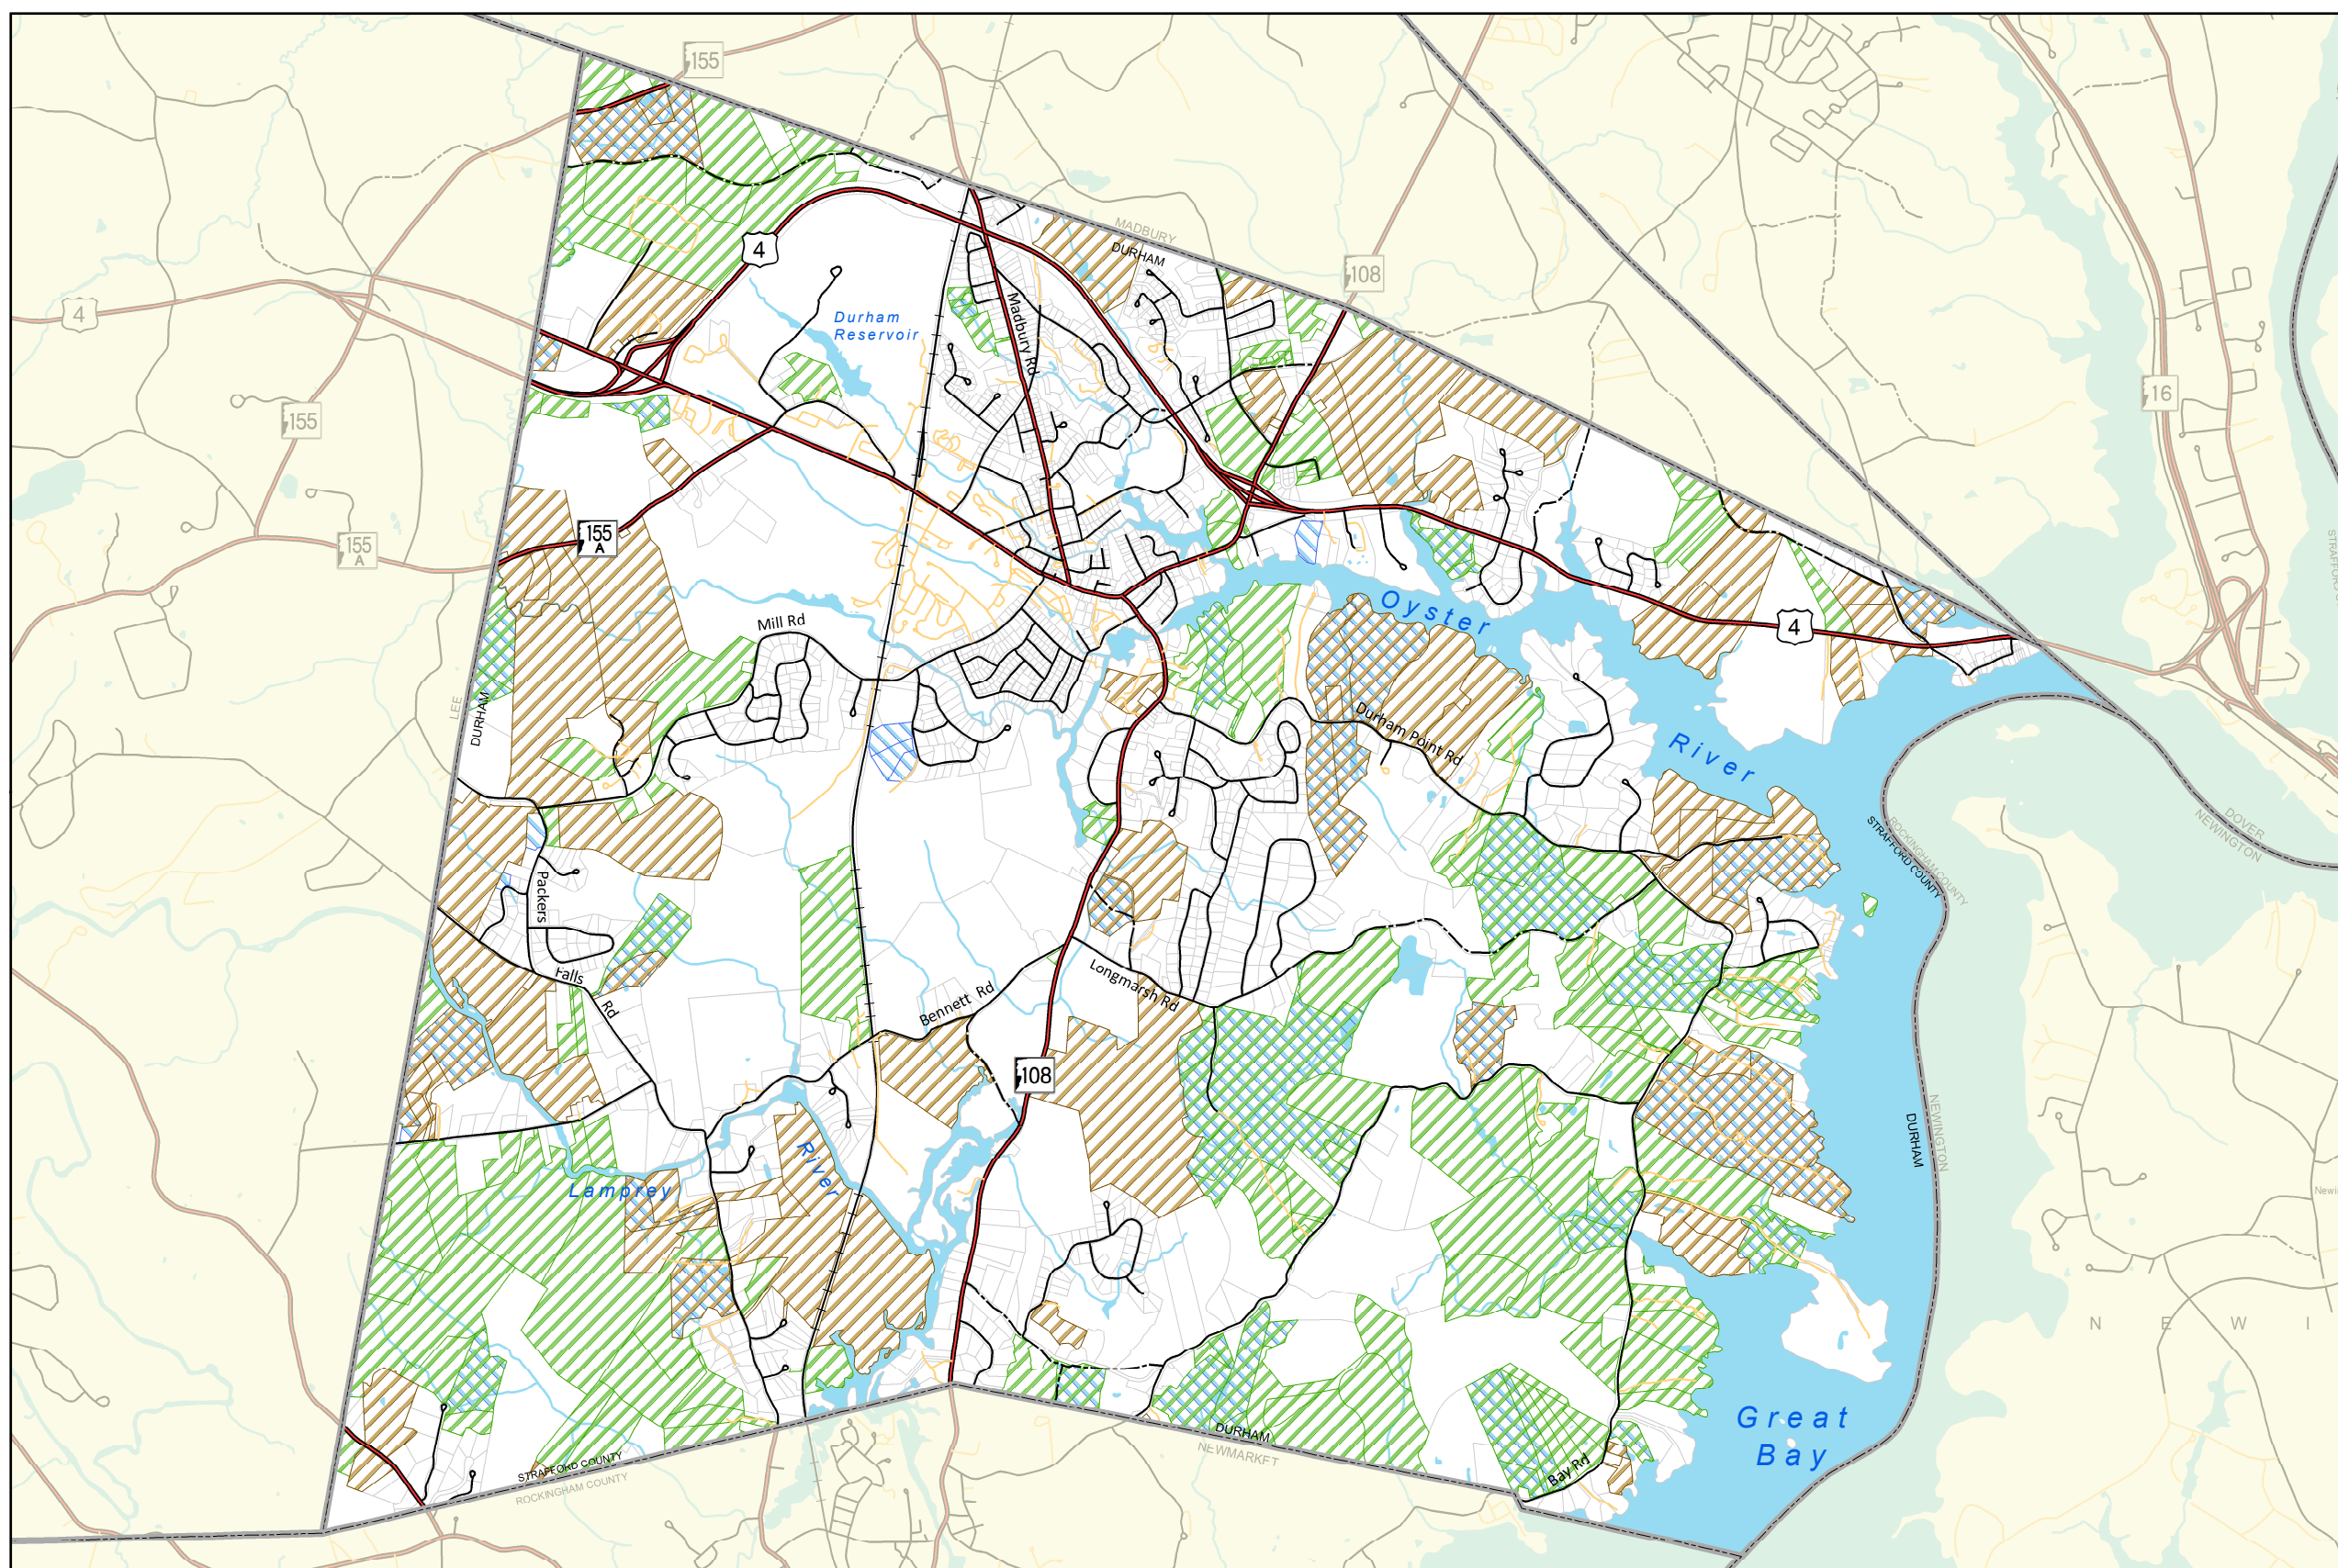 155
MADBURY
DURHAM
4
108
Durham
Reservoir
Madbury Rd
4
16
155
155
A
155
A
STRAFFORD
Mill Rd
Oyster
4
LEE
DURHAM
Durham Point Rd
River
ROCKINGHAM COUNTY
STRAFFORD COUNTY
DOVER
NEWINGTON
Packers
Falls
Rd
Bennett Rd
Longmarsh Rd
108
NEWINGTON
DURHAM
River
Lamprey
NEWI
Great
Bay
DURHAM
NEWMARKET
Bay Rd
STRAFFORD COUNTY
ROCKINGHAM COUNTY